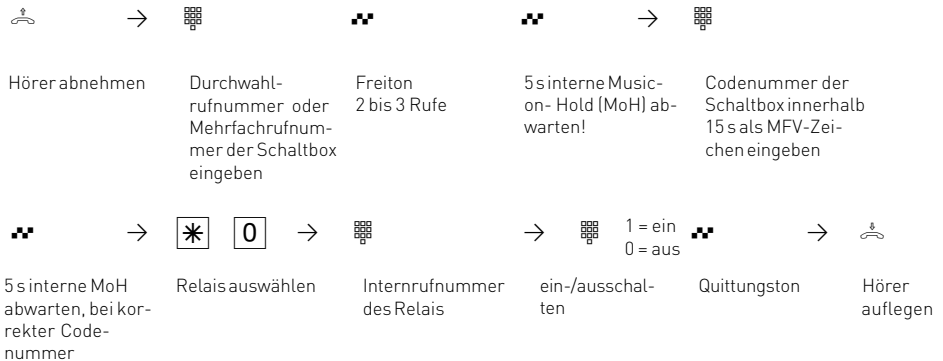 Hörer abnehmen
Durchwahl-
rufnummer oder
Mehrfachrufnum-
mer der Schaltbox
eingeben
Freiton
2 bis 3 Rufe
5 s interne Music-
on- Hold (MoH) ab-
warten!
Codenummer der
Schaltbox innerhalb
15 s als MFV-Zei-
chen eingeben
* 0
1 = ein
0 = aus
5 s interne MoH
abwarten, bei kor-
rekter Code-
nummer
Relais auswählen
Internrufnummer
des Relais
ein-/ausschal-
ten
Quittungston
Hörer
auflegen